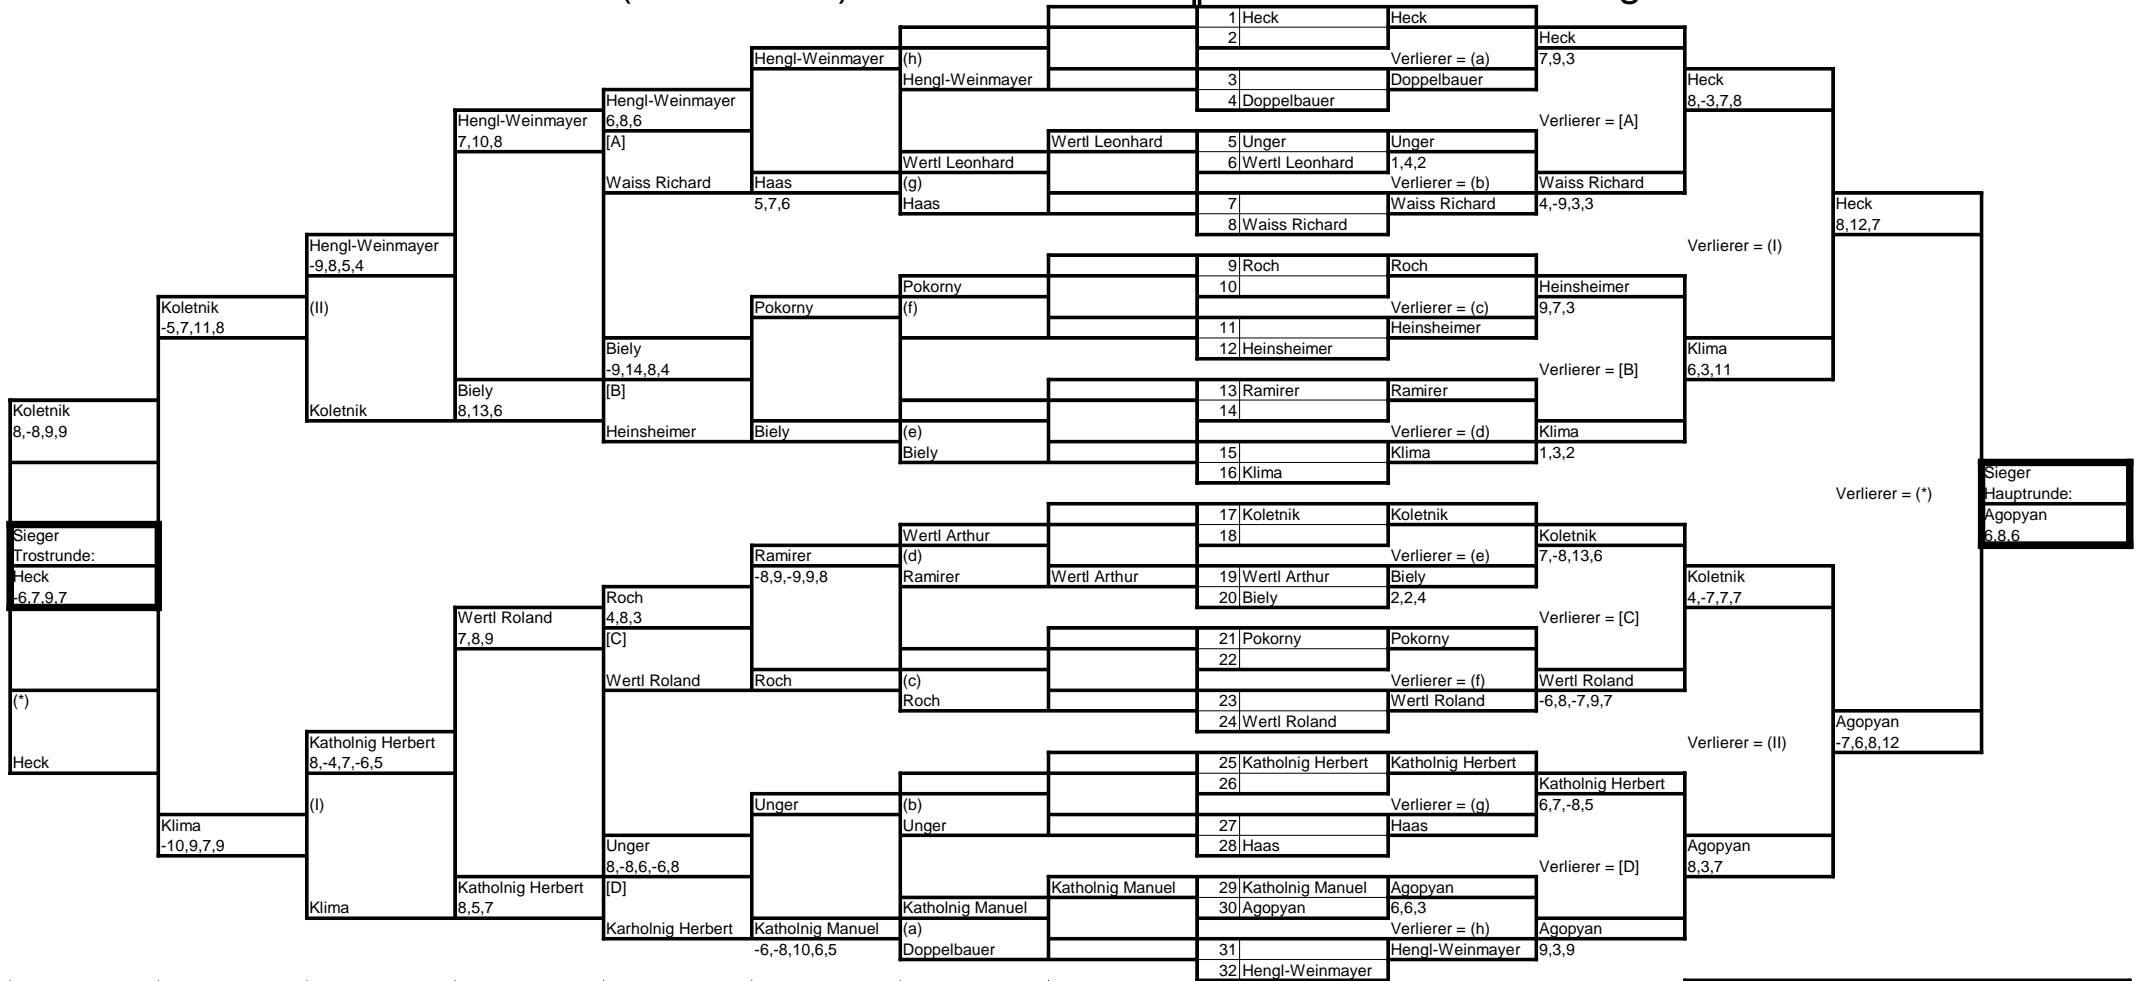 1 Heck Heck
2 Heck
Hengl-Weinmayer (h) Verlierer = (a) 7,9,3
Hengl-Weinmayer 3 Doppelbauer Heck
Hengl-Weinmayer 4 Doppelbauer 8,-3,7,8
Hengl-Weinmayer 6,8,6 Verlierer = [A]
7,10,8 [A] Wertl Leonhard 5 Unger Unger
Wertl Leonhard 6 Wertl Leonhard 1,4,2
Waiss Richard Haas (g) Verlierer = (b) Waiss Richard
5,7,6 Haas 7 Waiss Richard 4,-9,3,3 Heck
8 Waiss Richard 8,12,7
Hengl-Weinmayer Verlierer = (I)
-9,8,5,4 9 Roch Roch
Pokorny 10 Heinsheimer
Koletnik (II) Pokorny (f) Verlierer = (c) 9,7,3
-5,7,11,8 11 Heinsheimer
Biely 12 Heinsheimer Klima
-9,14,8,4 Verlierer = [B] 6,3,11
Biely [B] 13 Ramirer Ramirer
Koletnik Koletnik 8,13,6 14
8,-8,9,9 Heinsheimer Biely (e) Verlierer = (d) Klima
Biely 15 Klima 1,3,2
16 Klima Sieger
Verlierer = (*) Hauptrunde:
17 Koletnik Koletnik Agopyan
Sieger Wertl Arthur 18 Koletnik 6,8,6
Trostrunde: Ramirer (d) Verlierer = (e) 7,-8,13,6
Heck -8,9,-9,9,8 Ramirer Wertl Arthur 19 Wertl Arthur Biely Koletnik
-6,7,9,7 Roch 20 Biely 2,2,4 4,-7,7,7
Wertl Roland 4,8,3 Verlierer = [C]
7,8,9 [C] 21 Pokorny Pokorny
22
Wertl Roland Roch (c) Verlierer = (f) Wertl Roland
(*) Roch 23 Wertl Roland -6,8,-7,9,7
24 Wertl Roland Agopyan
Katholnig Herbert Verlierer = (II) -7,6,8,12
Heck 8,-4,7,-6,5 25 Katholnig Herbert Katholnig Herbert
26 Katholnig Herbert
(I) Unger (b) Verlierer = (g) 6,7,-8,5
Klima Unger 27 Haas
-10,9,7,9 Unger 28 Haas Agopyan
8,-8,6,-6,8 Verlierer = [D] 8,3,7
Katholnig Herbert [D] Katholnig Manuel 29 Katholnig Manuel Agopyan
Klima 8,5,7 Katholnig Manuel 30 Agopyan 6,6,3
Karholnig Herbert Katholnig Manuel (a) Verlierer = (h) Agopyan
-6,-8,10,6,5 Doppelbauer 31 Hengl-Weinmayer 9,3,9
32 Hengl-Weinmayer